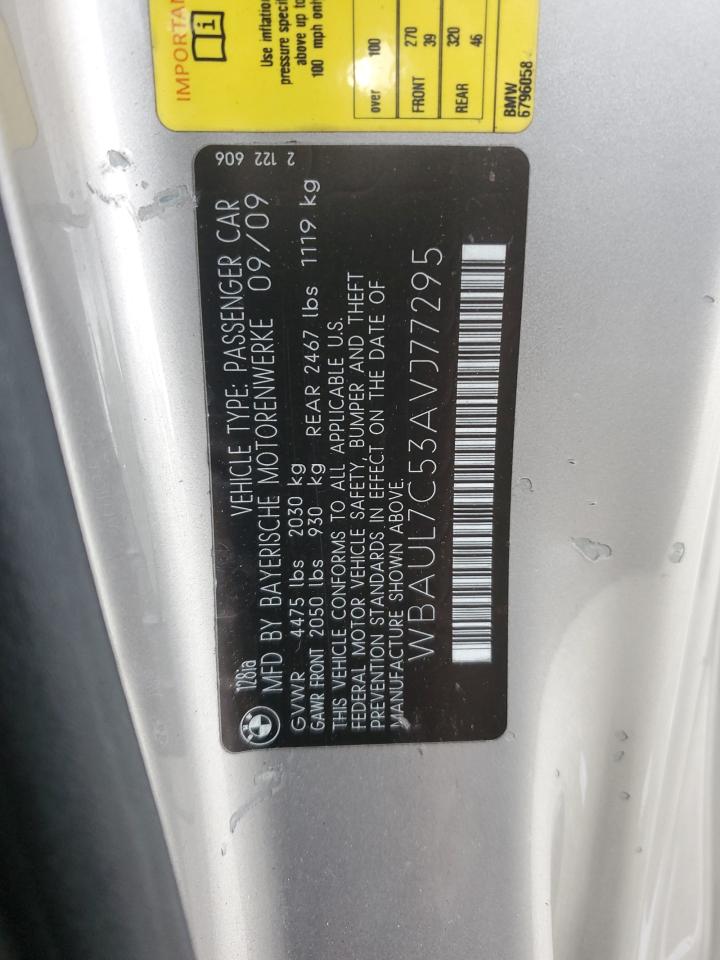 IMPORTAN
Use inflation
pressure specif
above up to
100 mph only
over 100
FRONT 270 39
REAR 320 46
BMW
6796058
2 122 606
128ia VEHICLE TYPE: PASSENGER CAR
MFD BY BAYERISCHE MOTORENWERKE 09/09
GVWR 4475 lbs 2030 kg
GAWR FRONT 2050 lbs 930 kg REAR 2467 lbs 1119 kg
THIS VEHICLE CONFORMS TO ALL APPLICABLE U.S.
FEDERAL MOTOR VEHICLE SAFETY, BUMPER AND THEFT
PREVENTION STANDARDS IN EFFECT ON THE DATE OF
MANUFACTURE SHOWN ABOVE.
WBAUL7C53AVJ77295